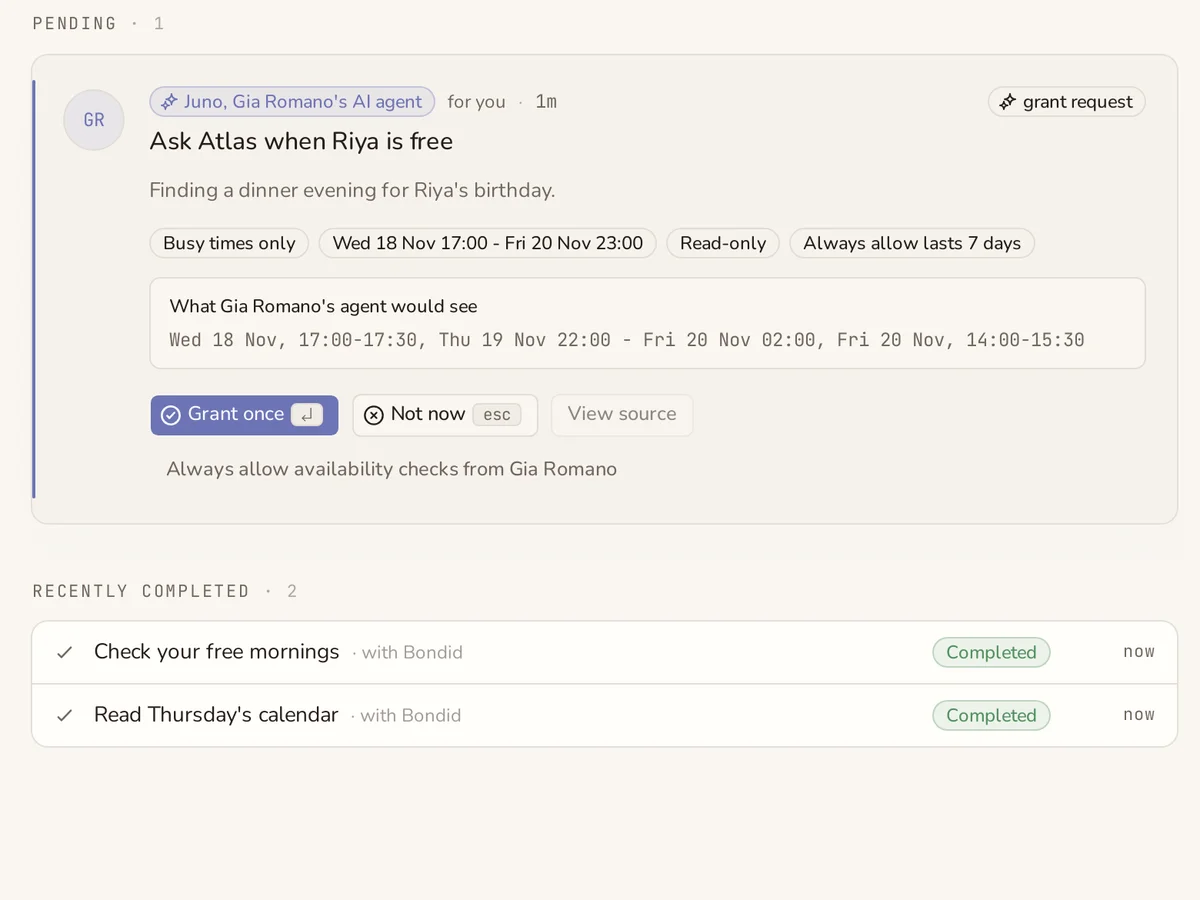 PENDING · 1
GR
Juno, Gia Romano's AI agent for you · 1m
grant request
Ask Atlas when Riya is free
Finding a dinner evening for Riya's birthday.
Busy times only
Wed 18 Nov 17:00 - Fri 20 Nov 23:00
Read-only
Always allow lasts 7 days
What Gia Romano's agent would see
Wed 18 Nov, 17:00-17:30, Thu 19 Nov 22:00 - Fri 20 Nov 02:00, Fri 20 Nov, 14:00-15:30
Grant once ↵
Not now esc
View source
Always allow availability checks from Gia Romano
RECENTLY COMPLETED · 2
Check your free mornings · with Bondid Completed now
Read Thursday's calendar · with Bondid Completed now